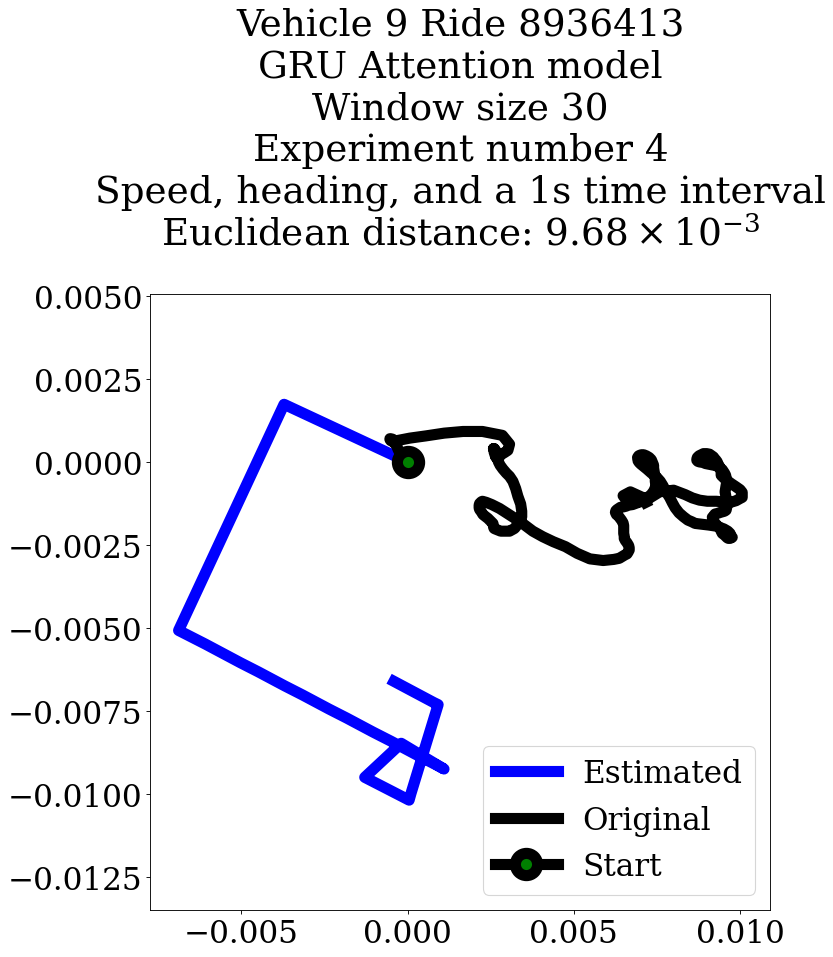 Vehicle 9 Ride 8936413
GRU Attention model
Window size 30
Experiment number 4
Speed, heading, and a 1s time interval
Euclidean distance: 9.68 × 10⁻³
0.0050
0.0025
0.0000
−0.0025
−0.0050
−0.0075
−0.0100
−0.0125
Estimated
Original
Start
−0.005 0.000 0.005 0.010